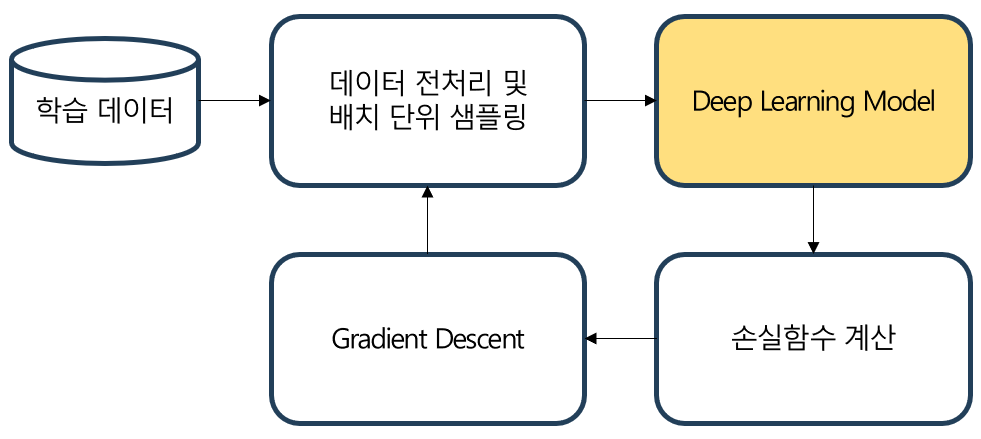 학습 데이터
데이터 전처리 및
배치 단위 샘플링
Deep Learning Model
Gradient Descent
손실함수 계산